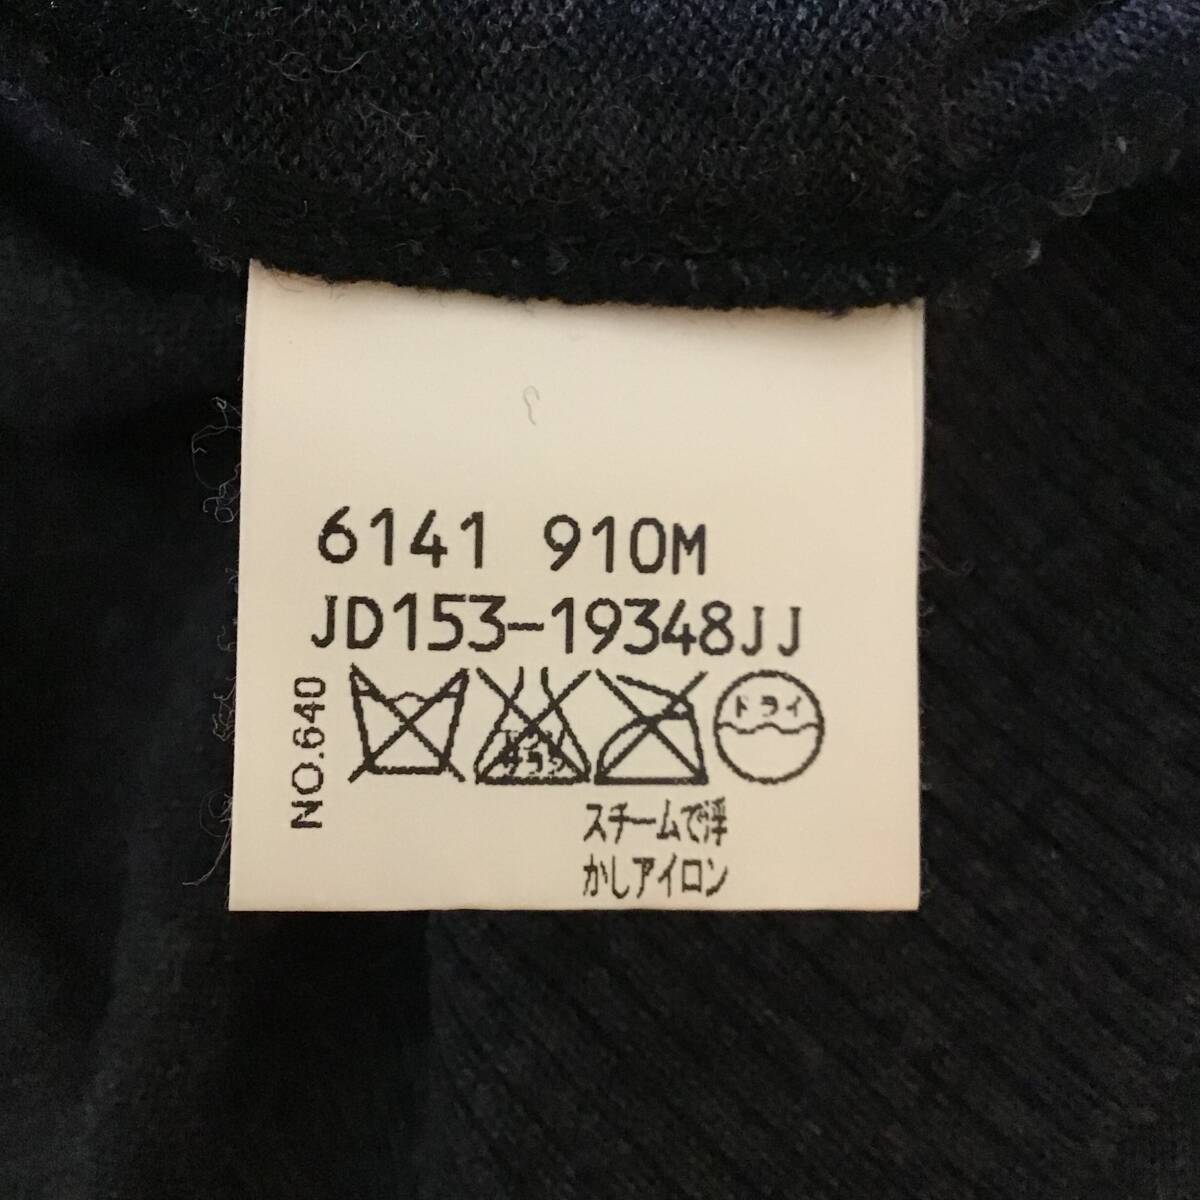 6141 910M
JD153-19348JJ
NO.640
ドライ
スチームで浮
かしアイロン